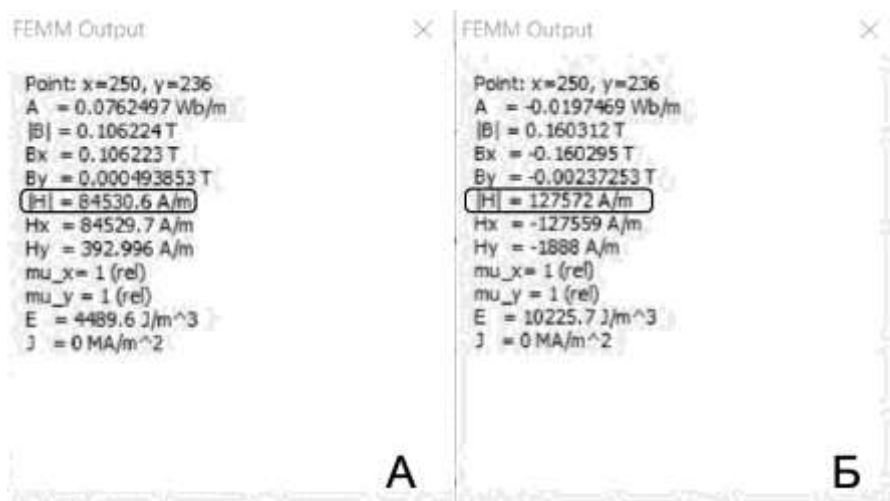 FEMM Output
Point: x=250, y=236
A = 0.0762497 Wb/m
|B| = 0.106224 T
Bx = 0.106223 T
By = 0.000493853 T
|H| = 84530.6 A/m
Hx = 84529.7 A/m
Hy = 392.996 A/m
mu_x= 1 (rel)
mu_y = 1 (rel)
E = 4489.6 J/m^3
J = 0 MA/m^2
А
FEMM Output
Point: x=250, y=236
A = -0.0197469 Wb/m
|B| = 0.160312 T
Bx = -0.160295 T
By = -0.00237253 T
|H| = 127572 A/m
Hx = -127559 A/m
Hy = -1888 A/m
mu_x= 1 (rel)
mu_y = 1 (rel)
E = 10225.7 J/m^3
J = 0 MA/m^2
Б